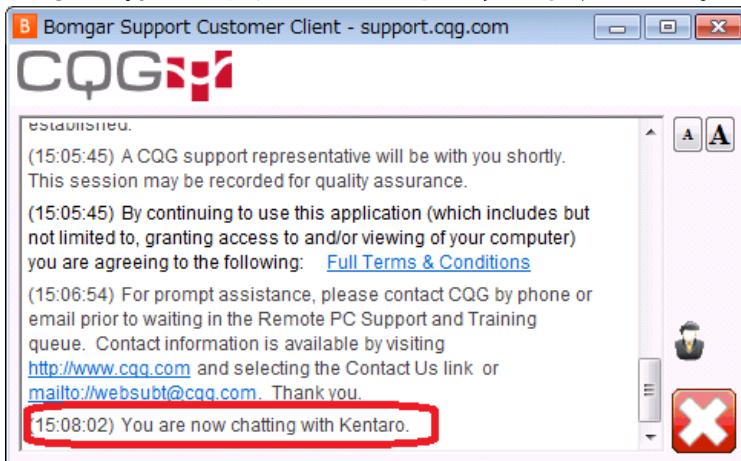 Bomgar Support Customer Client - support.cqg.com
CQG
established.
(15:05:45) A CQG support representative will be with you shortly.
This session may be recorded for quality assurance.
(15:05:45) By continuing to use this application (which includes but
not limited to, granting access to and/or viewing of your computer)
you are agreeing to the following: Full Terms & Conditions
(15:06:54) For prompt assistance, please contact CQG by phone or
email prior to waiting in the Remote PC Support and Training
queue. Contact information is available by visiting
http://www.cqg.com and selecting the Contact Us link or
mailto://websubt@cqg.com. Thank you.
(15:08:02) You are now chatting with Kentaro.
A A